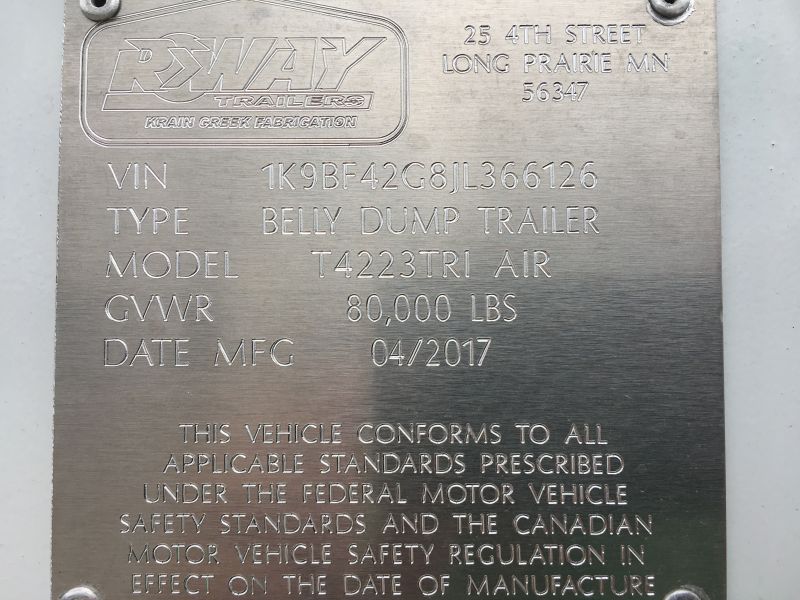 RWAY
TRAILERS
KRAIN CREEK FABRICATION
25 4TH STREET
LONG PRAIRIE MN
56347
VIN 1K9BF42G8JL366126
TYPE BELLY DUMP TRAILER
MODEL T4223TRI AIR
GVWR 80,000 LBS
DATE MFG 04/2017
THIS VEHICLE CONFORMS TO ALL
APPLICABLE STANDARDS PRESCRIBED
UNDER THE FEDERAL MOTOR VEHICLE
SAFETY STANDARDS AND THE CANADIAN
MOTOR VEHICLE SAFETY REGULATION IN
EFFECT ON THE DATE OF MANUFACTURE